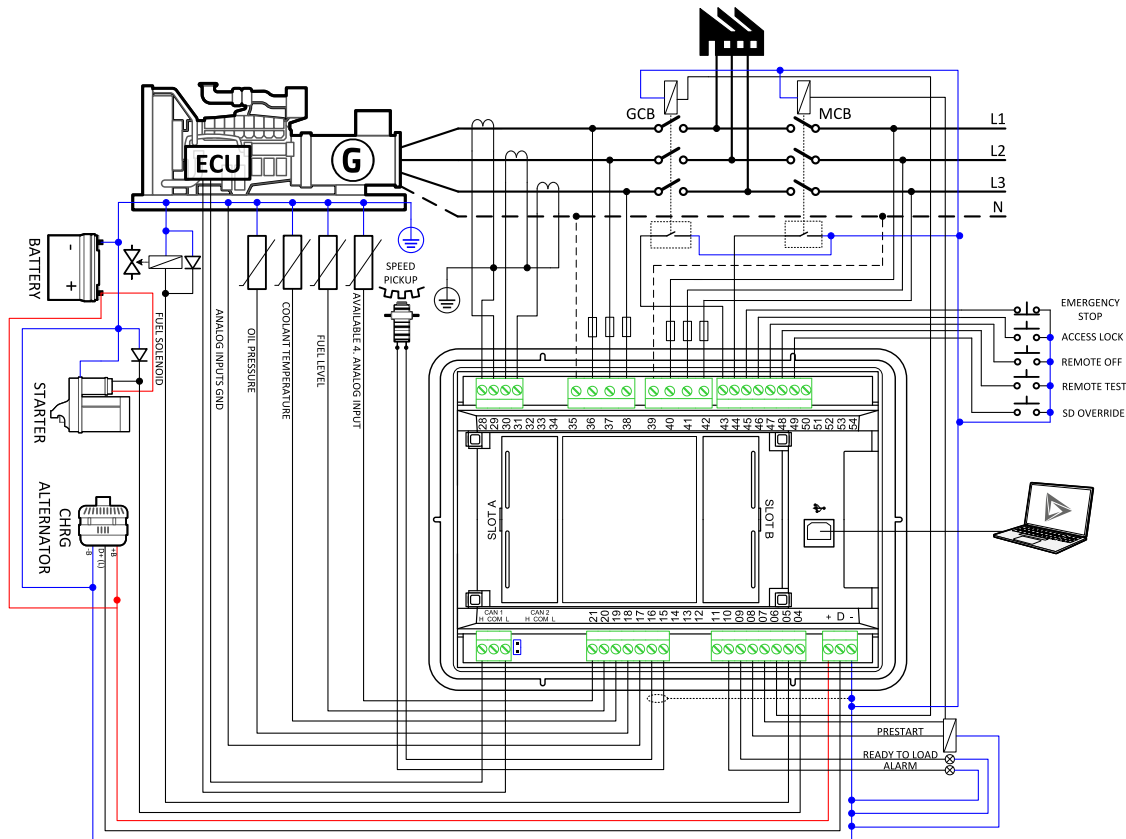 GCB
MCB
L1
L2
L3
N
ECU
G
BATTERY
-
+
STARTER
CHRG
ALTERNATOR
-B
D+ (L)
+B
FUEL SOLENOID
ANALOG INPUTS GND
OIL PRESSURE
COOLANT TEMPERATURE
FUEL LEVEL
AVAILABLE 4. ANALOG INPUT
SPEED
PICKUP
EMERGENCY
STOP
ACCESS LOCK
REMOTE OFF
REMOTE TEST
SD OVERRIDE
28 29 30 31 32 33 34 35 36 37 38 39 40 41 42 43 44 45 46 47 48 49 50 51 52 53 54
SLOT A
SLOT B
CAN 1
H COM L
CAN 2
H COM L
21 20 19 18 17 16 15 14 13 12 11 10 09 08 07 06 05 04
+ D -
PRESTART
READY TO LOAD
ALARM